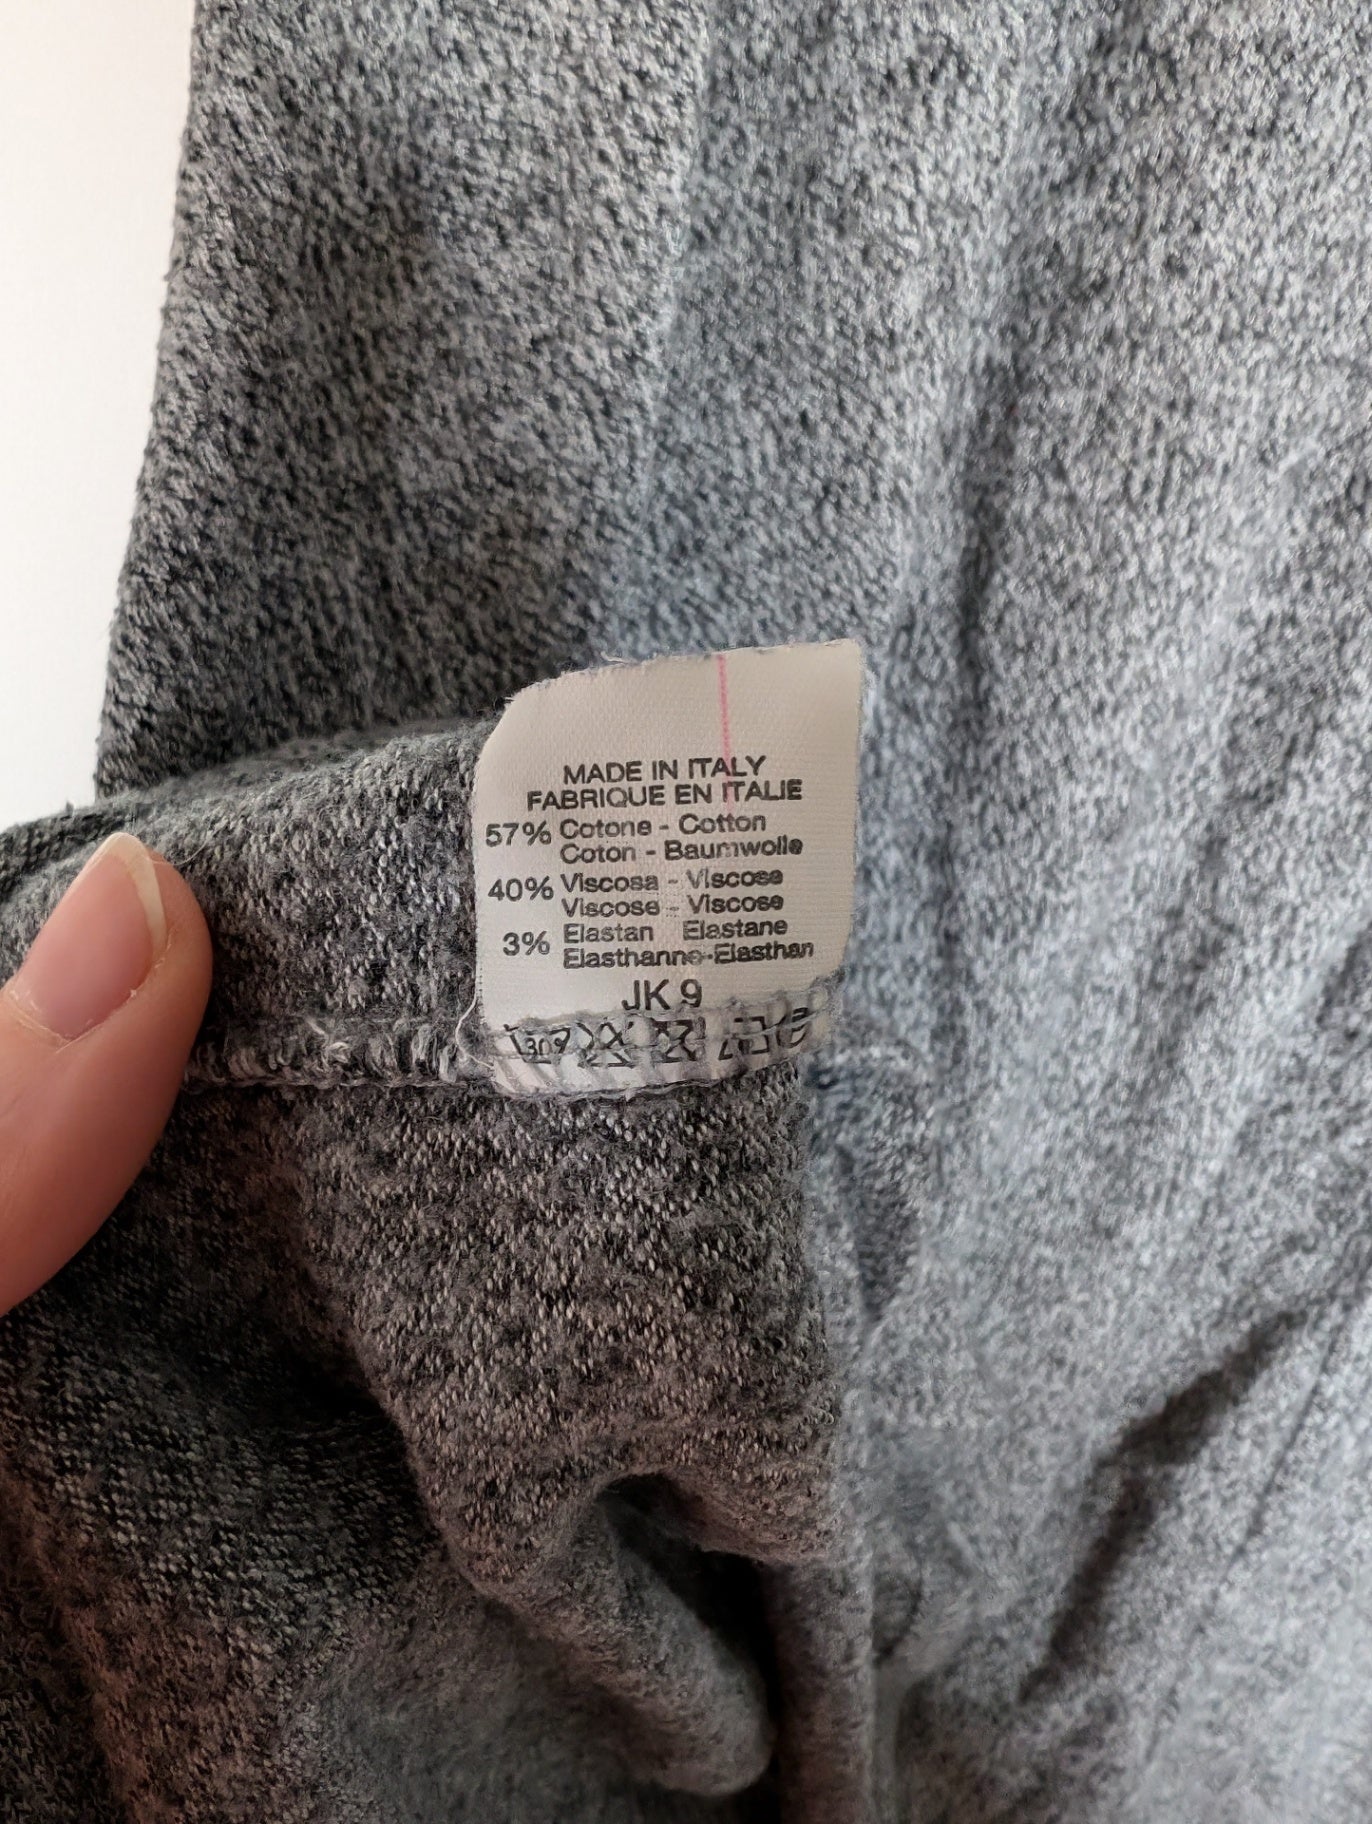 MADE IN ITALY
FABRIQUE EN ITALIE
57% Cotone - Cotton
Coton - Baumwolle
40% Viscosa - Viscose
Viscose - Viscose
3% Elastan Elastane
Elasthanne-Elasthan
JK 9
30°